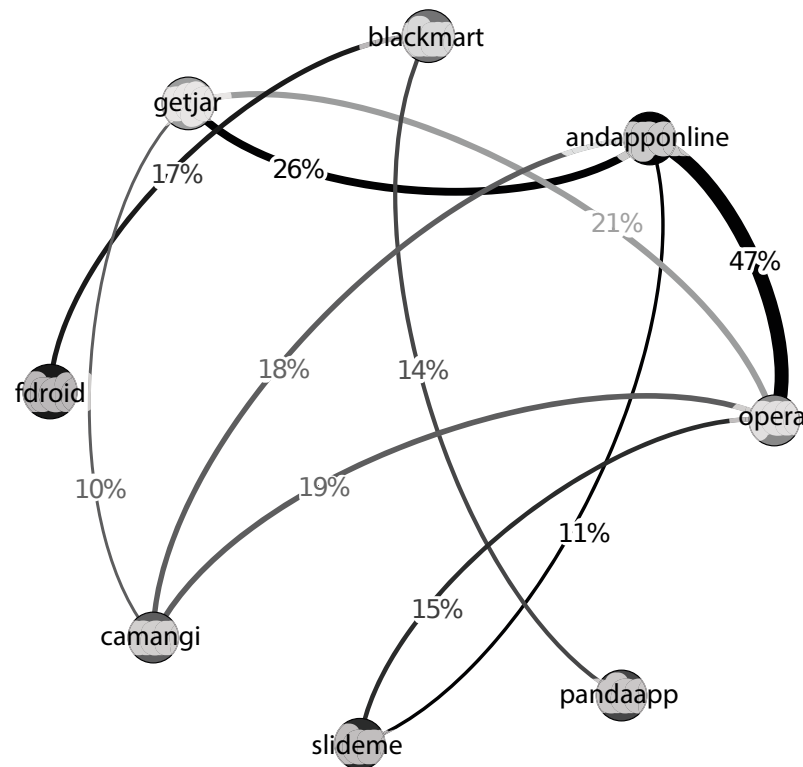 blackmart
getjar
andapponline
17%
26%
21%
47%
18%
14%
fdroid
opera
10%
19%
11%
15%
camangi
pandaapp
slideme